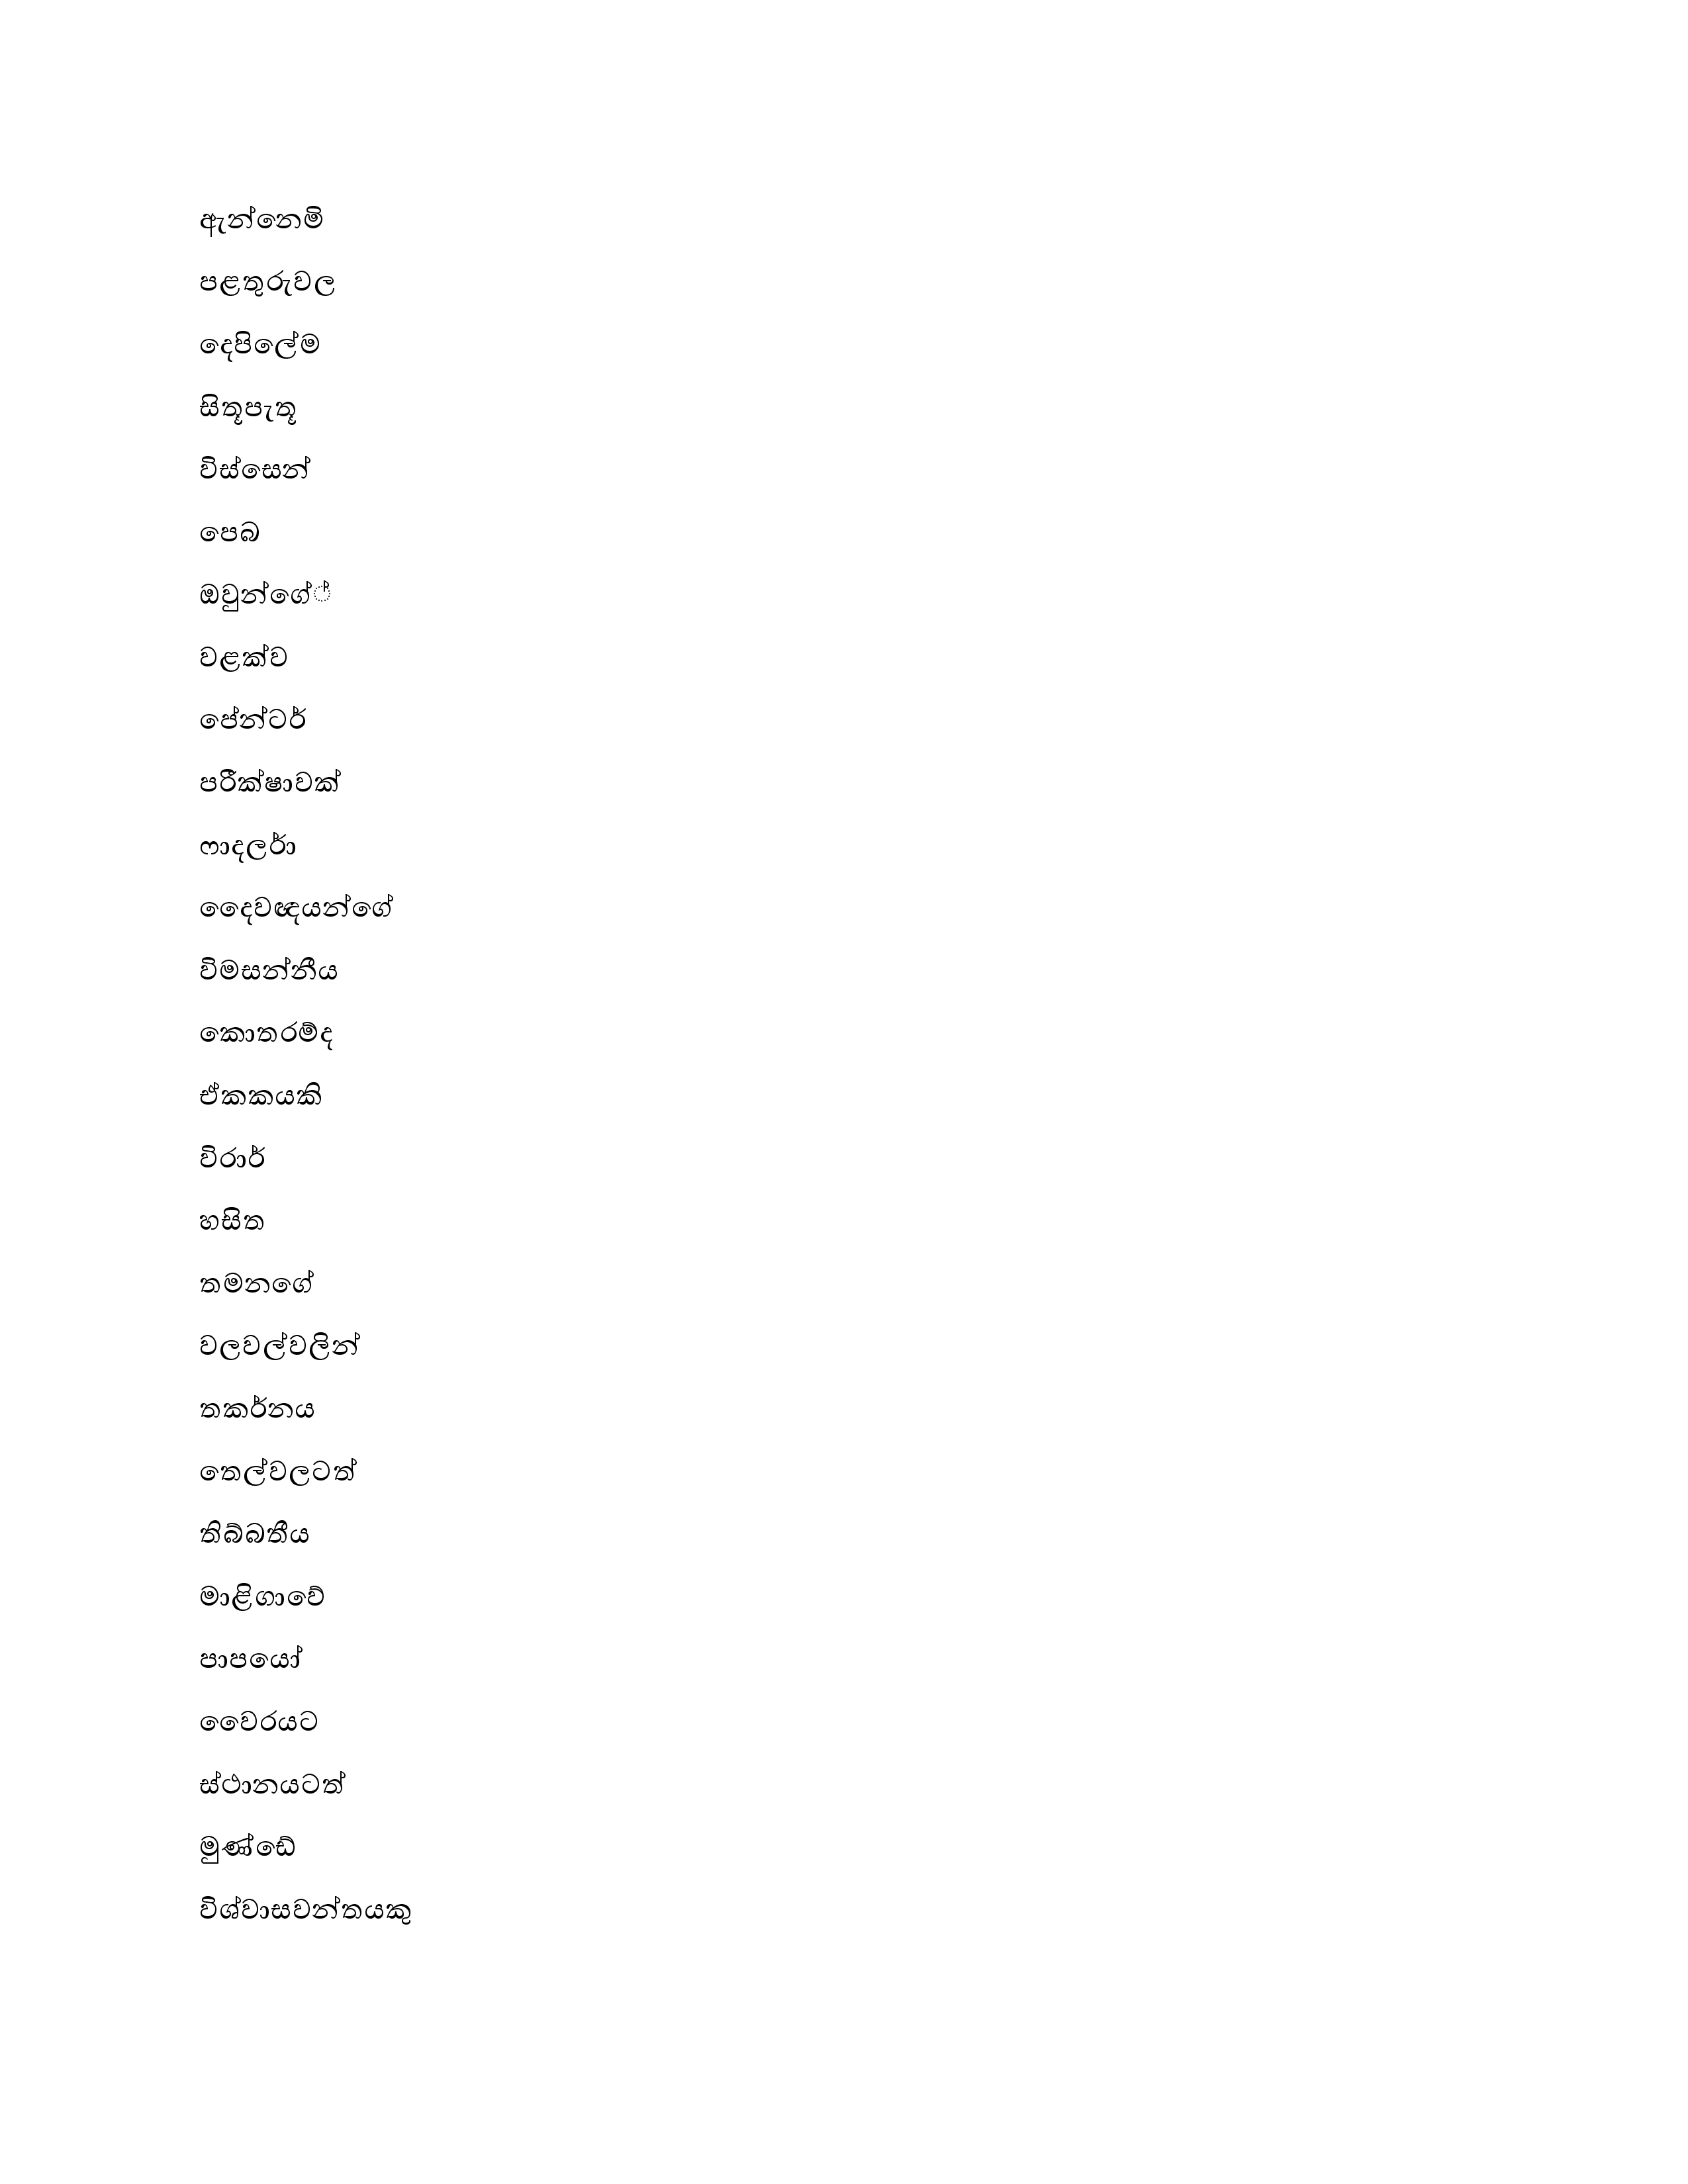 ඇන්නෙමි
පළතුරුවල
දෙපිලේම
සිතූපැතූ
විස්සෙන්
පෙබ
ඔවුන්ගේ්
වළක්ව
පේන්ටර්
පරීක්ෂාවක්
ෆාදර්ලා
දෛවඥයන්ගේ
විමසන්නීය
කොතරම්ද
ඒකකයකි
විරාර්
හසිත
තමනගේ
වලවල්වලින්
තකර්නය
තෙල්වලටත්
තිබ්බතීය
මාළිගාවේ
පාපයෝ
වෛරයට
ස්ථානයටත්
මුණ්ඩේ
විශ්වාසවන්තයකු